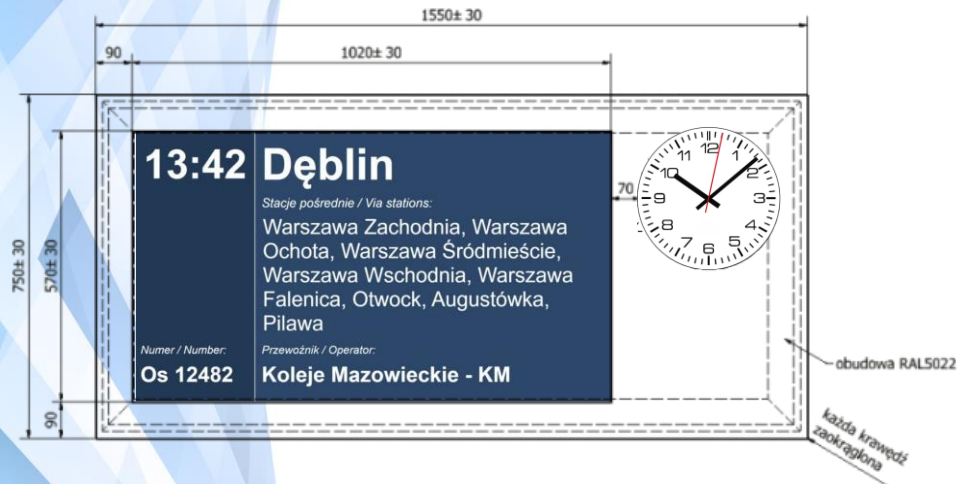 1550± 30
90
1020± 30
13:42
Dęblin
Stacje pośrednie / Via stations:
Warszawa Zachodnia, Warszawa
Ochota, Warszawa Śródmieście,
Warszawa Wschodnia, Warszawa
Falenica, Otwock, Augustówka,
Pilawa
Numer / Number:
Przewoźnik / Operator:
Os 12482
Koleje Mazowieckie - KM
750± 30
570± 30
90
70
12
1
2
3
4
5
6
7
8
9
10
11
obudowa RAL5022
każda krawędź
zaokrąglona